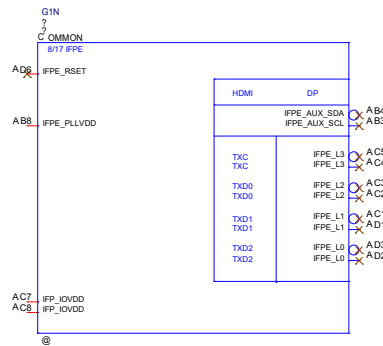 G1N
?
?
COMMON
8/17 IFPE
AD6 IFPE_RSET
HDMI DP
IFPE_AUX_SDA AB4
IFPE_AUX_SCL AB3
AB8 IFPE_PLLVDD
TXC IFPE_L3 AC5
TXC IFPE_L3 AC4
TXD0 IFPE_L2 AC3
TXD0 IFPE_L2 AC2
TXD1 IFPE_L1 AC1
TXD1 IFPE_L1 AD1
TXD2 IFPE_L0 AD3
TXD2 IFPE_L0 AD2
AC7 IFP_IOVDD
AC8 IFP_IOVDD
@